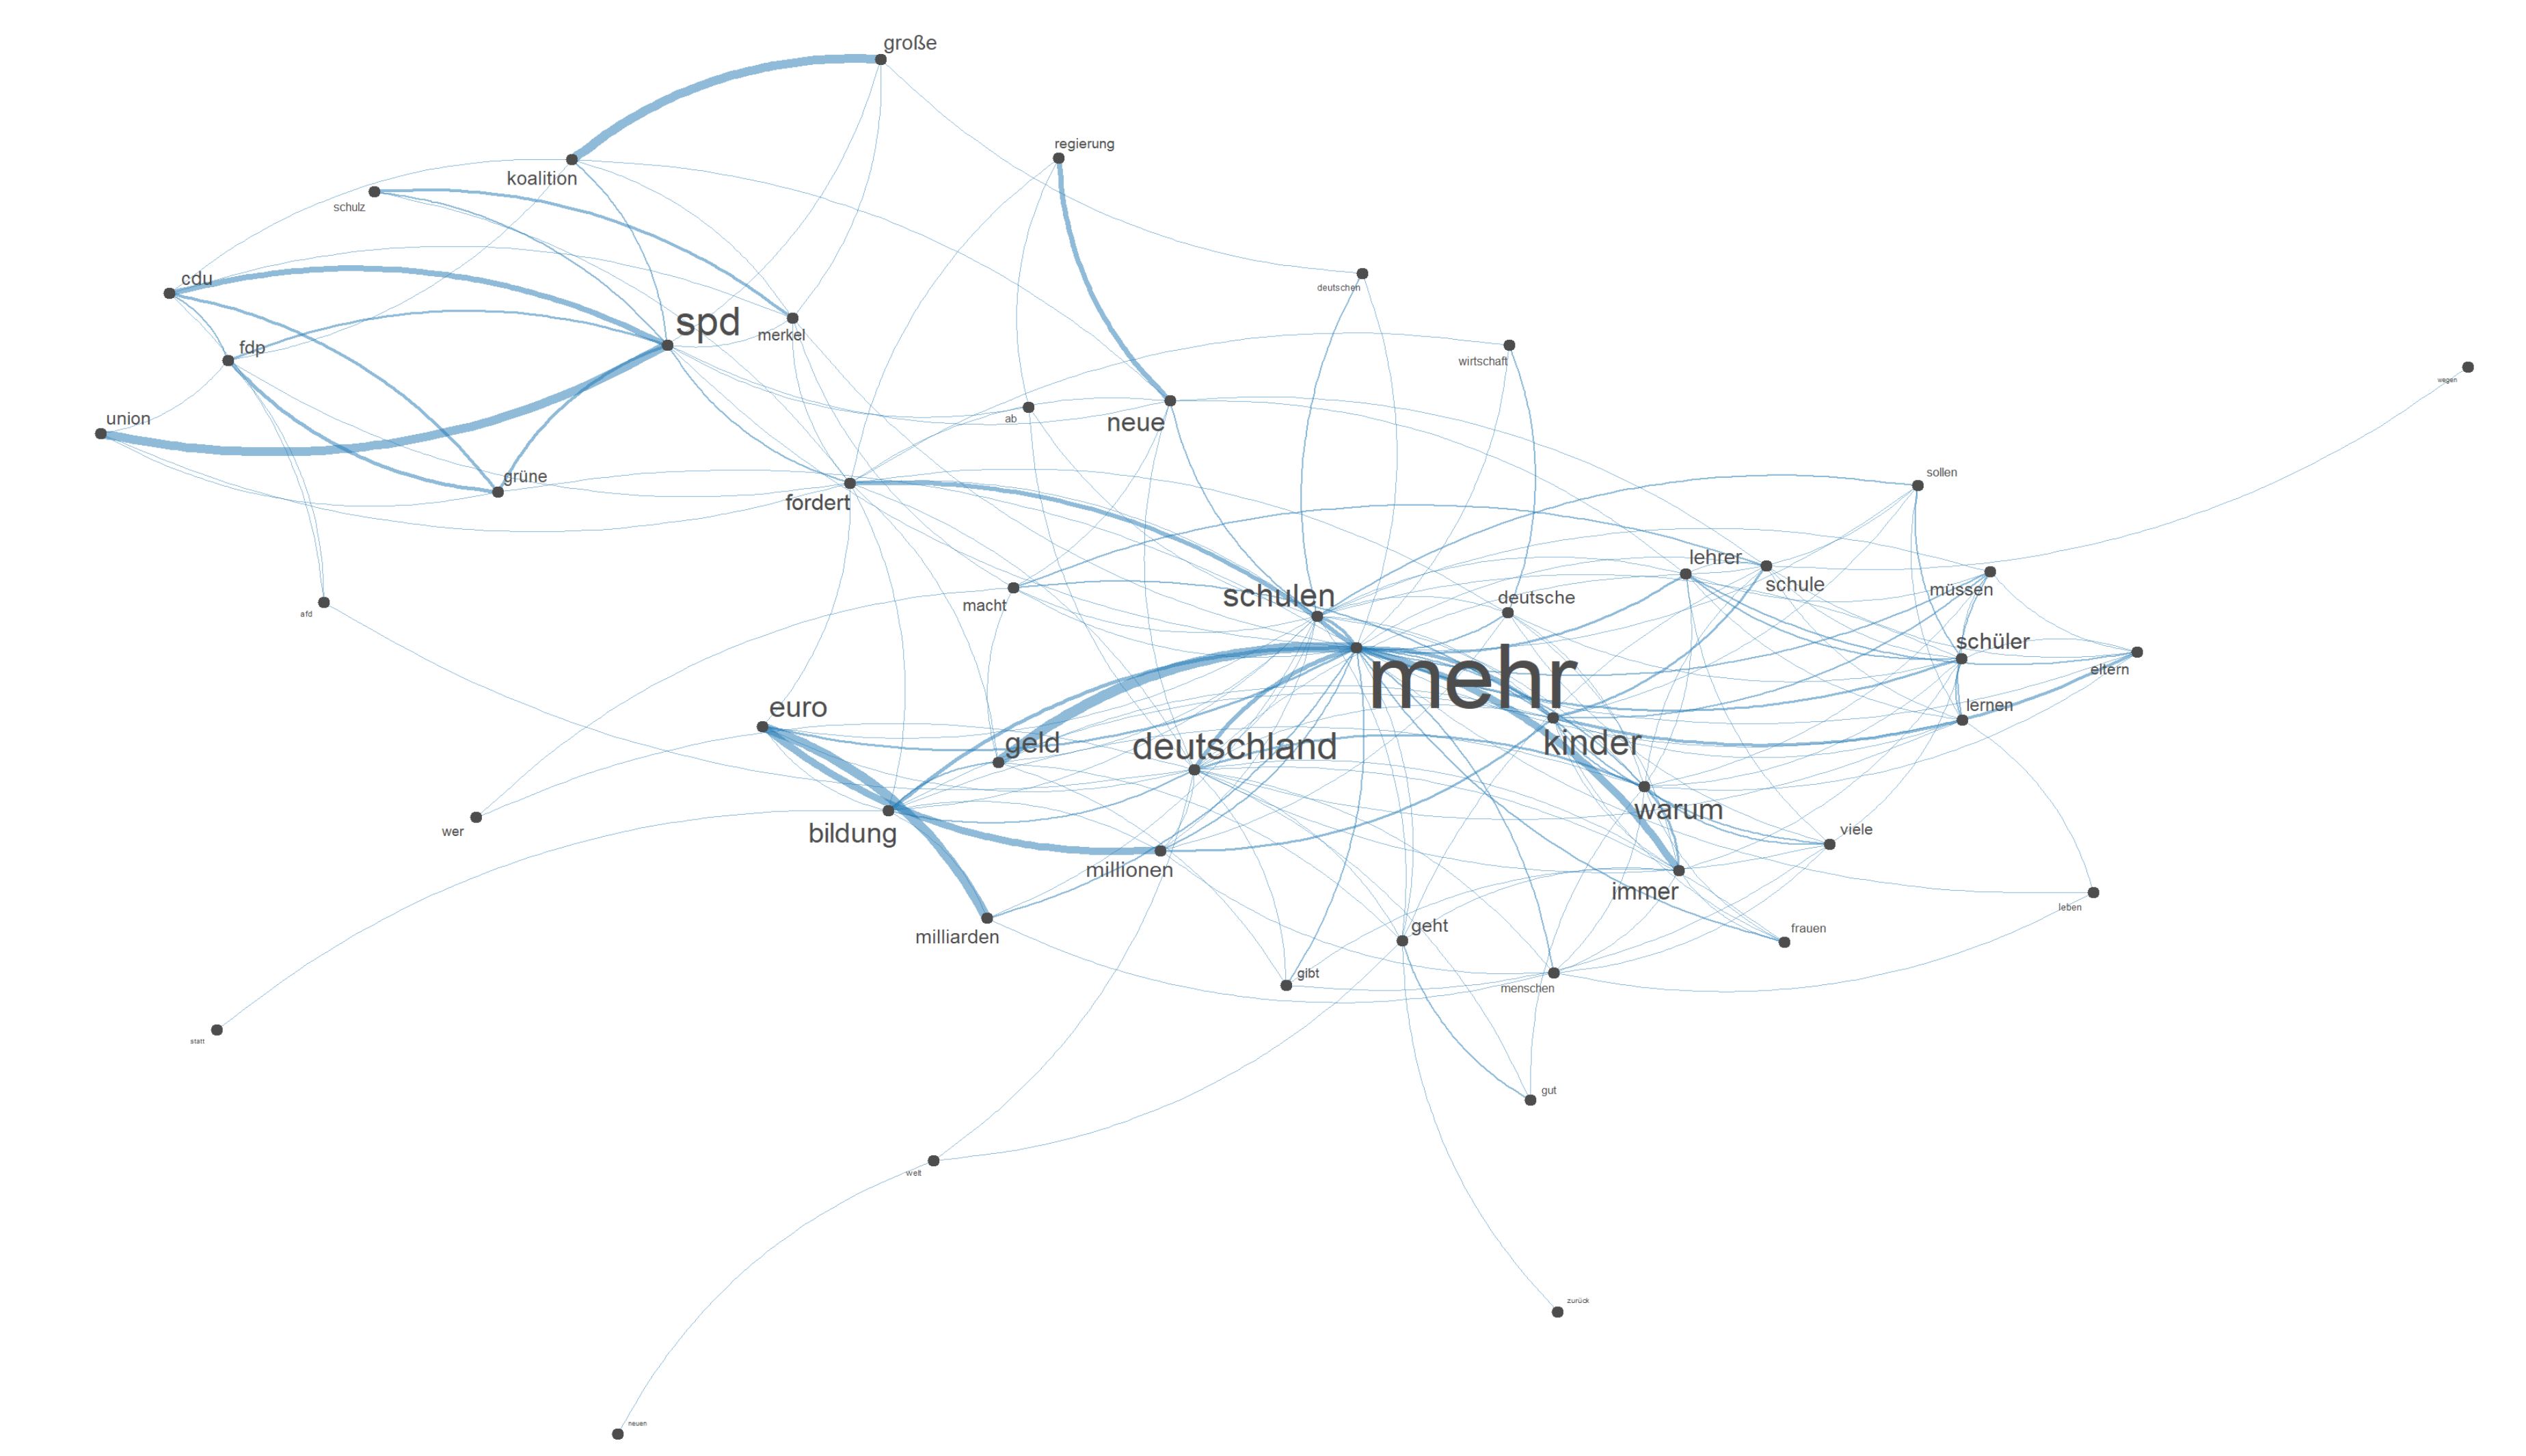 große
regierung
koalition
schulz
cdu
deutschen
spd
merkel
fdp
wirtschaft
wegen
union
ab
neue
sollen
grüne
fordert
lehrer
schule
müssen
schulen
deutsche
macht
afd
schüler
eltern
mehr
lernen
euro
geld
deutschland
kinder
warum
bildung
wer
viele
millionen
immer
leben
geht
frauen
milliarden
gibt
menschen
statt
gut
welt
zurück
neuen